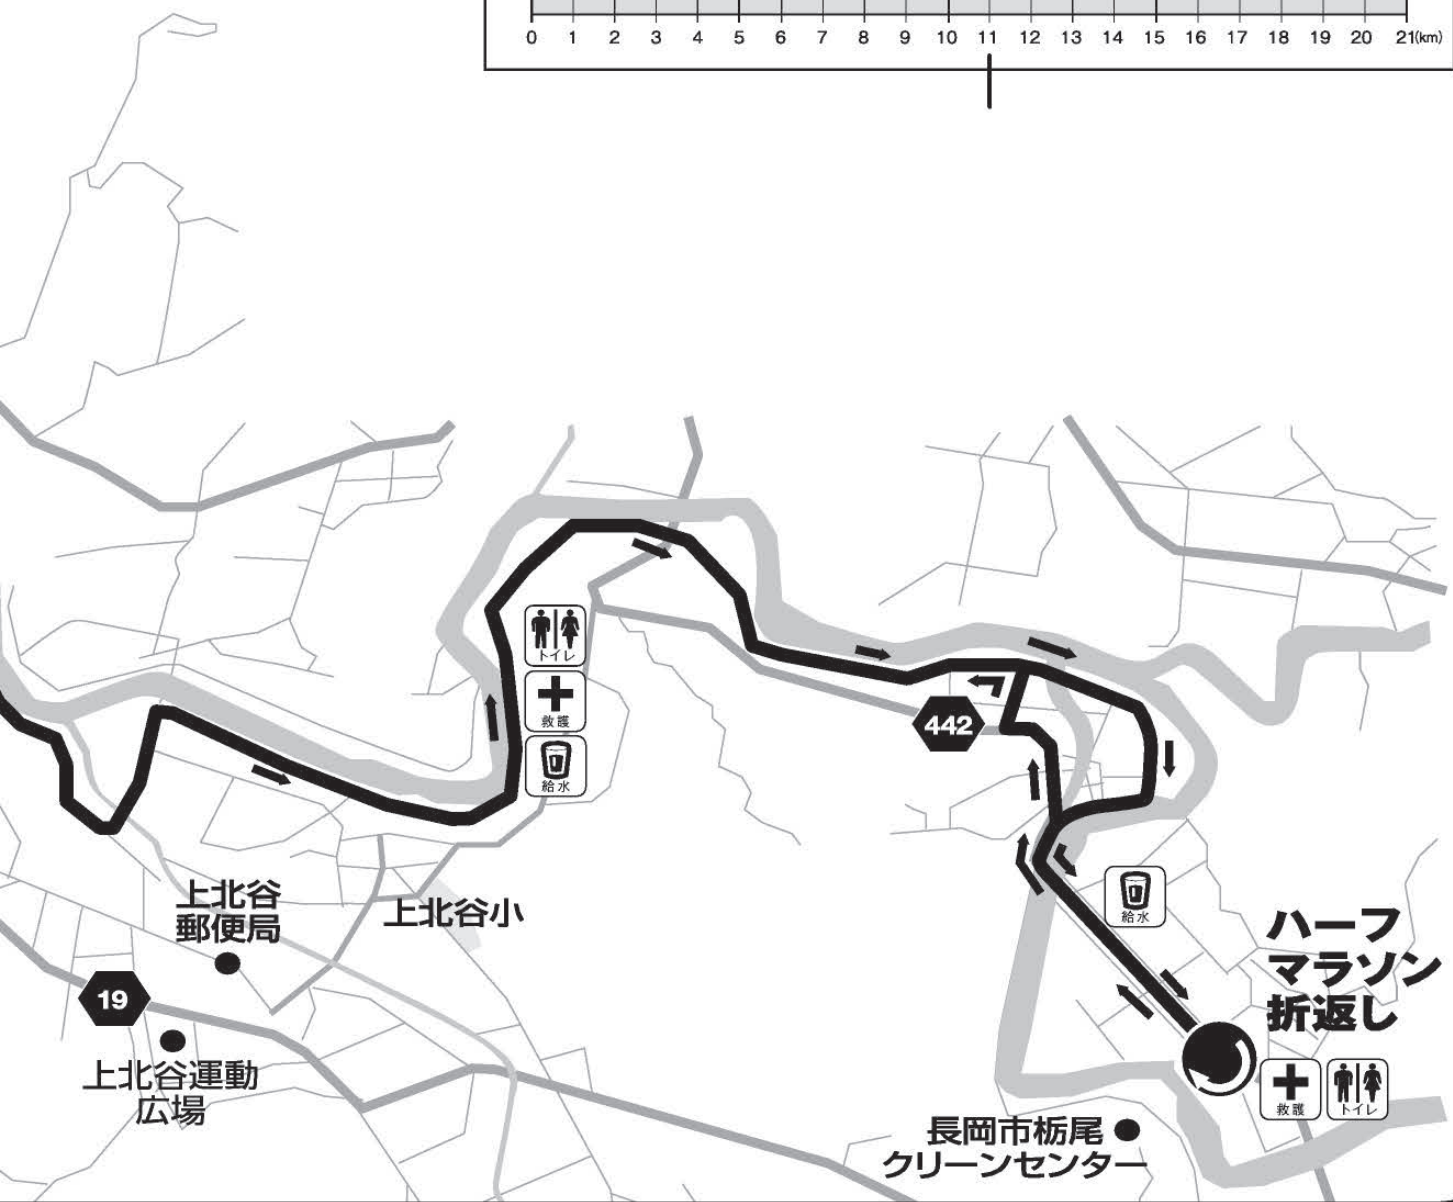 0 1 2 3 4 5 6 7 8 9 10 11 12 13 14 15 16 17 18 19 20 21(km)
トイレ
救護
給水
442
給水
上北谷
郵便局
上北谷小
ハーフ
マラソン
折返し
19
上北谷運動
広場
救護
トイレ
長岡市栃尾
クリーンセンター